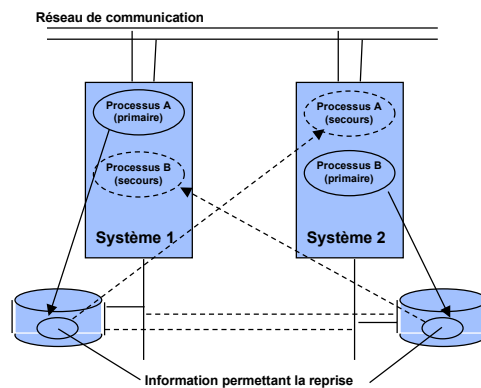 Réseau de communication
Processus A
(primaire)
Processus B
(secours)
Système 1
Processus A
(secours)
Processus B
(primaire)
Système 2
Information permettant la reprise